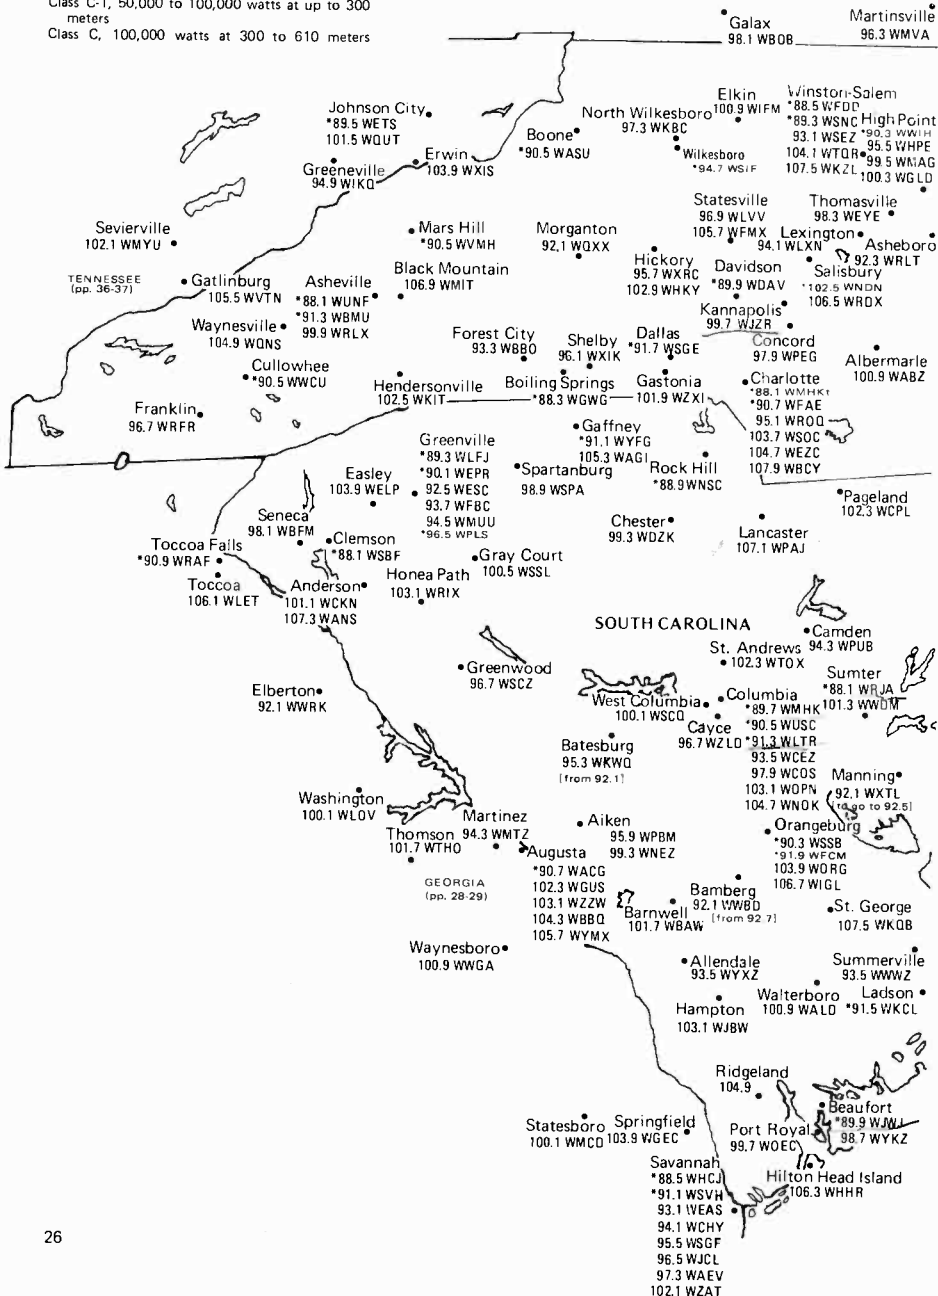 Class C-1, 50,000 to 100,000 watts at up to 300
meters
Class C, 100,000 watts at 300 to 610 meters
Galax
98.1 WBOB
Martinsville
96.3 WMVA
Johnson City
*89.5 WETS
101.5 WQUT
Erwin
103.9 WXIS
Greeneville
94.9 WIKQ
Boone
*90.5 WASU
North Wilkesboro
97.3 WKBC
Wilkesboro
*94.7 WSIF
Elkin
100.9 WIFM
Winston-Salem
*88.5 WFDD
*89.3 WSNC
93.1 WSEZ
104.1 WTQR
107.5 WKZL
High Point
*90.3 WWIH
95.5 WHPE
99.5 WMAG
100.3 WGLD
Sevierville
102.1 WMYU
TENNESSEE
(pp. 36-37)
Gatlinburg
105.5 WVTN
Mars Hill
*90.5 WVMH
Morganton
92.1 WQXX
Statesville
96.9 WLVV
105.7 WFMX
Thomasville
98.3 WEYE
Lexington
94.1 WLXN
Asheboro
92.3 WRLT
Hickory
95.7 WXRC
102.9 WHKY
Davidson
*89.9 WDAV
Salisbury
*102.5 WNDN
106.5 WRDX
Asheville
*88.1 WUNF
*91.3 WBMU
99.9 WRLX
Black Mountain
106.9 WMIT
Waynesville
104.9 WQNS
Kannapolis
99.7 WJZR
Concord
97.9 WPEG
Albermarle
100.9 WABZ
Forest City
93.3 WBBO
Shelby
96.1 WXIK
Dallas
*91.7 WSGE
Cullowhee
*90.5 WWCU
Hendersonville
102.5 WKIT
Boiling Springs
*88.3 WGWG
Gastonia
101.9 WZXI
Charlotte
*88.1 WMHK†
*90.7 WFAE
95.1 WROQ
103.7 WSOC
104.7 WEZC
107.9 WBCY
Franklin
96.7 WRFR
Gaffney
*91.1 WYFG
105.3 WAGI
Greenville
*89.3 WLFJ
*90.1 WEPR
92.5 WESC
93.7 WFBC
94.5 WMUU
*96.5 WPLS
Easley
103.9 WELP
Spartanburg
98.9 WSPA
Rock Hill
*88.9 WNSC
Pageland
102.3 WCPL
Seneca
98.1 WBFM
Clemson
*88.1 WSBF
Chester
99.3 WDZK
Lancaster
107.1 WPAJ
Toccoa Falls
*90.9 WRAF
Toccoa
106.1 WLET
Gray Court
100.5 WSSL
Anderson
101.1 WCKN
107.3 WANS
Honea Path
103.1 WRIX
SOUTH CAROLINA
Camden
94.3 WPUB
St. Andrews
102.3 WTOX
Greenwood
96.7 WSCZ
Sumter
*88.1 WRJA
101.3 WWDM
Elberton
92.1 WWRK
West Columbia
100.1 WSCQ
Columbia
*89.7 WMHK
*90.5 WUSC
*91.3 WLTR
93.5 WCEZ
97.9 WCOS
103.1 WOPN
104.7 WNOK
Cayce
96.7 WZLD
Batesburg
95.3 WKWQ
[from 92.1]
Manning
92.1 WXTL
[to go to 92.5]
Washington
100.1 WLOV
Martinez
94.3 WMTZ
Thomson
101.7 WTHO
Aiken
95.9 WPBM
99.3 WNEZ
Orangeburg
*90.3 WSSB
*91.9 WFCM
103.9 WORG
106.7 WIGL
Augusta
*90.7 WACG
102.3 WGUS
103.1 WZZW
104.3 WBBQ
105.7 WYMX
GEORGIA
(pp. 28-29)
Bamberg
92.1 WWBD
[from 92.7]
Barnwell
101.7 WBAW
St. George
107.5 WKQB
Waynesboro
100.9 WWGA
Allendale
93.5 WYXZ
Summerville
93.5 WWWZ
Walterboro
100.9 WALD
Ladson
*91.5 WKCL
Hampton
103.1 WJBW
Ridgeland
104.9
Beaufort
*89.9 WJWJ
98.7 WYKZ
Statesboro
100.1 WMCD
Springfield
103.9 WGEC
Port Royal
99.7 WOEC
Savannah
*88.5 WHCJ
*91.1 WSVH
93.1 WEAS
94.1 WCHY
95.5 WSGF
96.5 WJCL
97.3 WAEV
102.1 WZAT
Hilton Head Island
106.3 WHHR
26